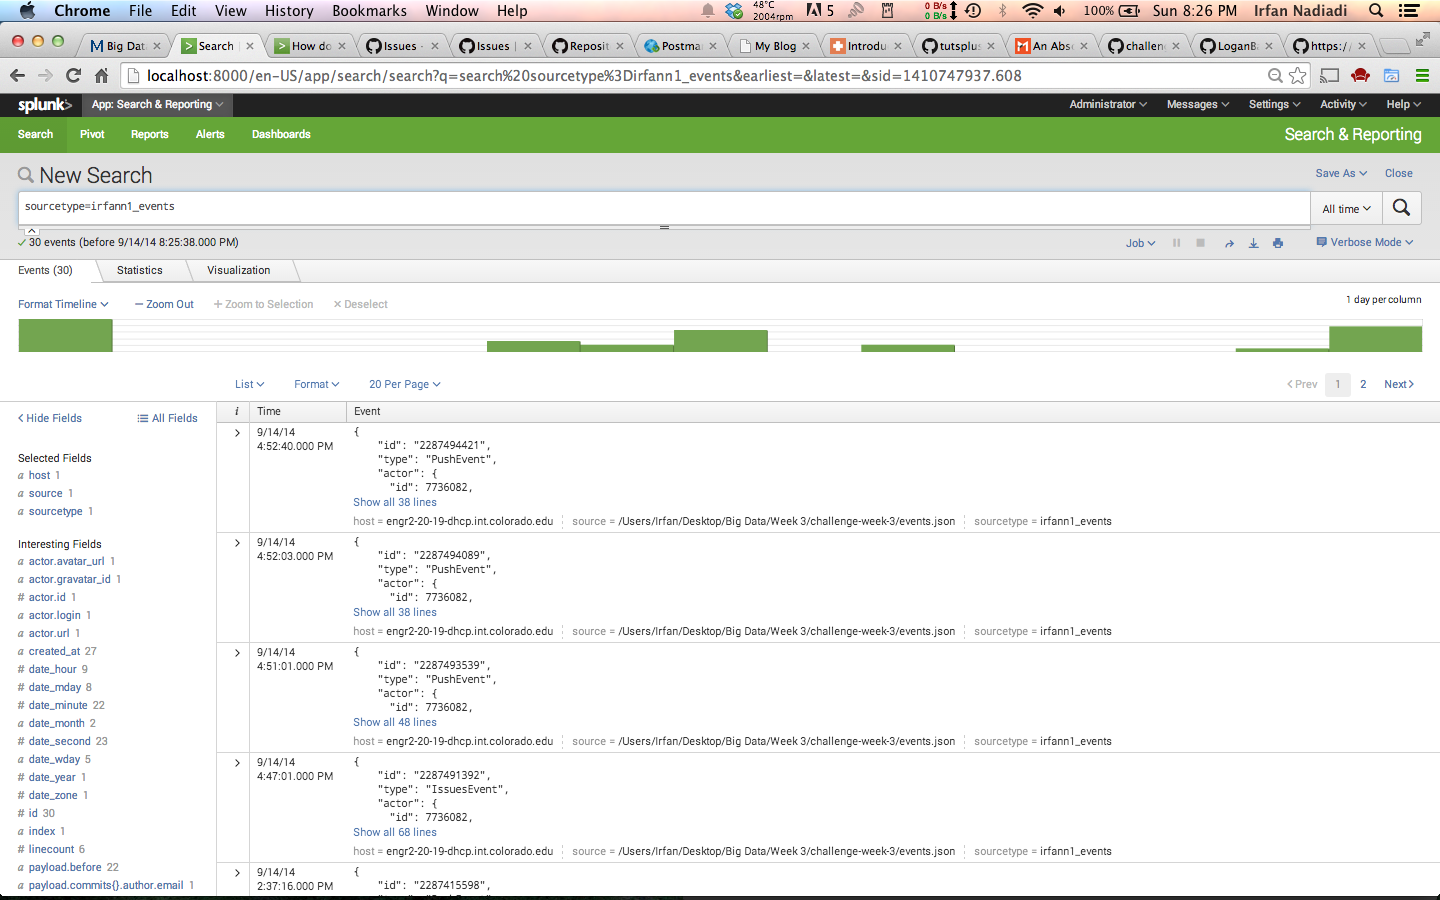 Chrome File Edit View History Bookmarks Window Help 48°C 2004rpm 5 0 B/s 0 B/s 100% Sun 8:26 PM Irfan Nadiadi
Big Dat × Search | × How do × Issues · × Issues | × Reposit × Postma × My Blog × Introdu × tutsplu × An Abs × challen × LoganB × https:/ ×
localhost:8000/en-US/app/search/search?q=search%20sourcetype%3Dirfann1_events&earliest=&latest=&sid=1410747937.608
splunk> App: Search & Reporting Administrator Messages Settings Activity Help
Search Pivot Reports Alerts Dashboards Search & Reporting
New Search Save As Close
sourcetype=irfann1_events All time
30 events (before 9/14/14 8:25:38.000 PM) Job Verbose Mode
Events (30) Statistics Visualization
Format Timeline – Zoom Out + Zoom to Selection × Deselect 1 day per column
List Format 20 Per Page < Prev 1 2 Next >
< Hide Fields All Fields
Selected Fields
a host 1
a source 1
a sourcetype 1
Interesting Fields
a actor.avatar_url 1
a actor.gravatar_id 1
# actor.id 1
a actor.login 1
a actor.url 1
a created_at 27
# date_hour 9
# date_mday 8
# date_minute 22
a date_month 2
# date_second 23
a date_wday 5
# date_year 1
# date_zone 1
# id 30
a index 1
# linecount 6
a payload.before 22
a payload.commits{}.author.email 1
i Time Event
> 9/14/14 {
4:52:40.000 PM "id": "2287494421",
"type": "PushEvent",
"actor": {
"id": 7736082,
Show all 38 lines
host = engr2-20-19-dhcp.int.colorado.edu source = /Users/Irfan/Desktop/Big Data/Week 3/challenge-week-3/events.json sourcetype = irfann1_events
> 9/14/14 {
4:52:03.000 PM "id": "2287494089",
"type": "PushEvent",
"actor": {
"id": 7736082,
Show all 38 lines
host = engr2-20-19-dhcp.int.colorado.edu source = /Users/Irfan/Desktop/Big Data/Week 3/challenge-week-3/events.json sourcetype = irfann1_events
> 9/14/14 {
4:51:01.000 PM "id": "2287493539",
"type": "PushEvent",
"actor": {
"id": 7736082,
Show all 48 lines
host = engr2-20-19-dhcp.int.colorado.edu source = /Users/Irfan/Desktop/Big Data/Week 3/challenge-week-3/events.json sourcetype = irfann1_events
> 9/14/14 {
4:47:01.000 PM "id": "2287491392",
"type": "IssuesEvent",
"actor": {
"id": 7736082,
Show all 68 lines
host = engr2-20-19-dhcp.int.colorado.edu source = /Users/Irfan/Desktop/Big Data/Week 3/challenge-week-3/events.json sourcetype = irfann1_events
> 9/14/14 {
2:37:16.000 PM "id": "2287415598",